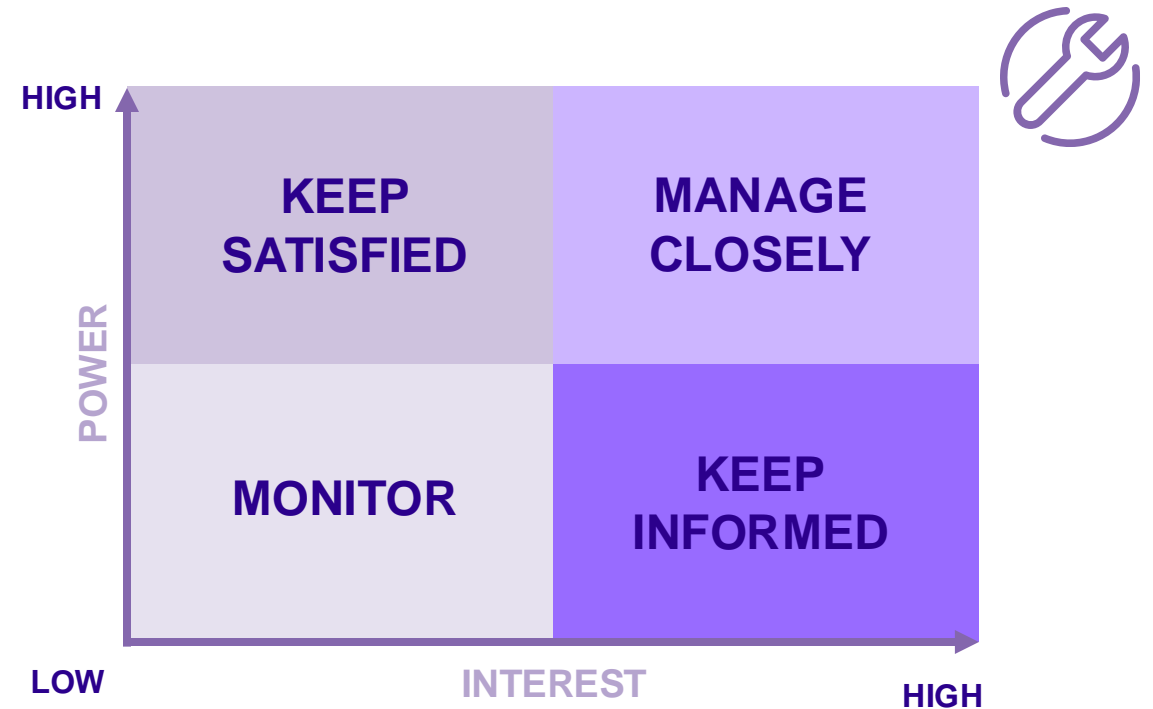 HIGH
KEEP
SATISFIED
MANAGE
CLOSELY
POWER
MONITOR
KEEP
INFORMED
LOW
INTEREST
HIGH